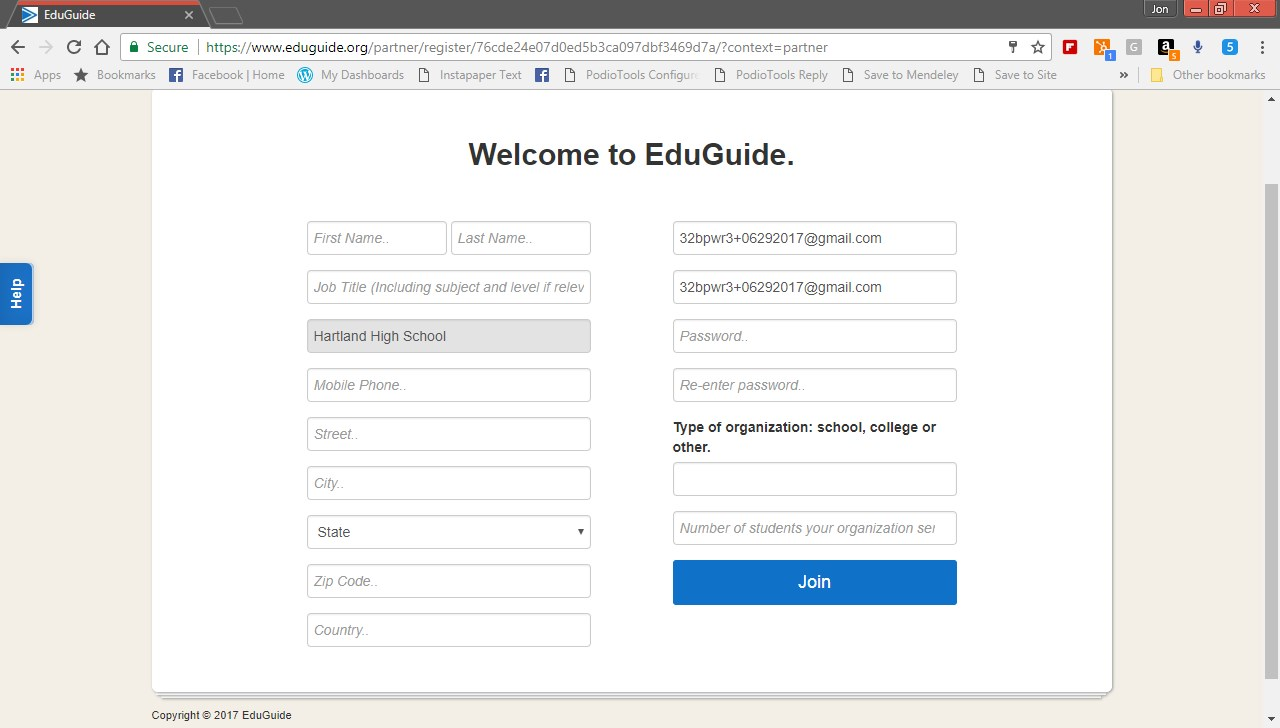 EduGuide
Jon
Secure https://www.eduguide.org/partner/register/76cde24e07d0ed5b3ca097dbf3469d7a/?context=partner
G a 5
1 5
Apps Bookmarks Facebook | Home My Dashboards Instapaper Text PodioTools Configur PodioTools Reply Save to Mendeley Save to Site » Other bookmarks
Welcome to EduGuide.
First Name.. Last Name.. 32bpwr3+06292017@gmail.com
Job Title (Including subject and level if relev 32bpwr3+06292017@gmail.com
Help
Hartland High School Password..
Mobile Phone.. Re-enter password..
Street.. Type of organization: school, college or
other.
City..
State Number of students your organization ser
Zip Code.. Join
Country..
Copyright © 2017 EduGuide